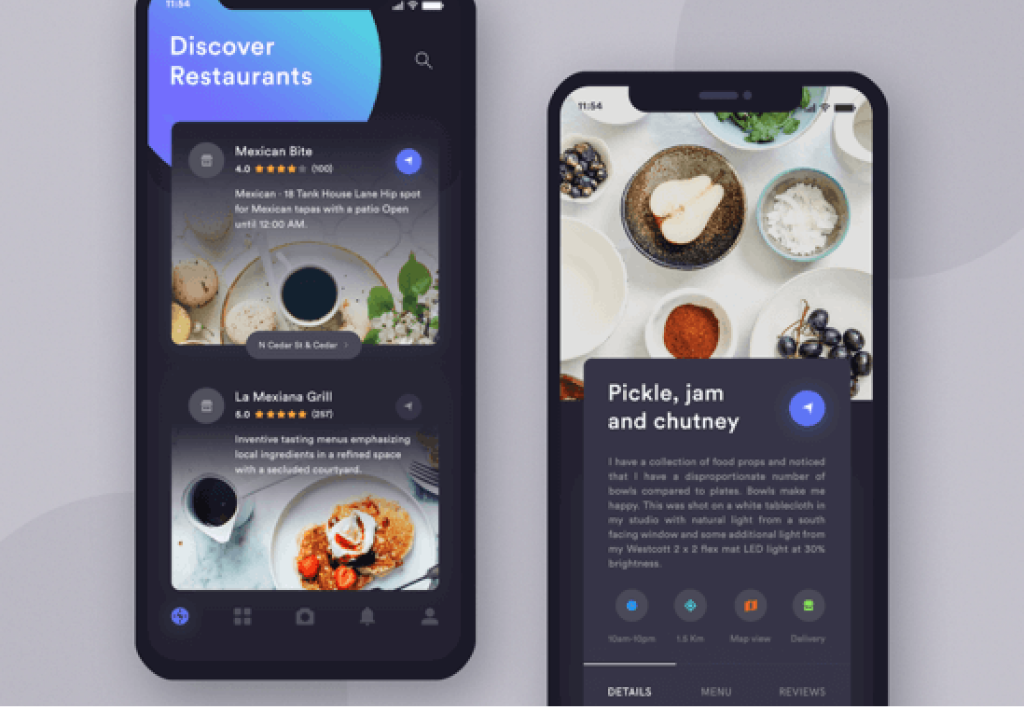 11:54
Discover
Restaurants
Mexican Bite
4.0 (100)
Mexican - 18 Tank House Lane Hip spot
for Mexican tapas with a patio Open
until 12:00 AM.
N Cedar St & Cedar
La Mexiana Grill
5.0 (257)
Inventive tasting menus emphasizing
local ingredients in a refined space
with a secluded courtyard.
11:54
Pickle, jam
and chutney
I have a collection of food props and noticed
that I have a disproportionate number of
bowls compared to plates. Bowls make me
happy. This was shot on a white tablecloth in
my studio with natural light from a south
facing window and some additional light from
my Westcott 2 x 2 flex mat LED light at 30%
brightness.
10am-10pm 1.5 Km Map view Delivery
DETAILS MENU REVIEWS